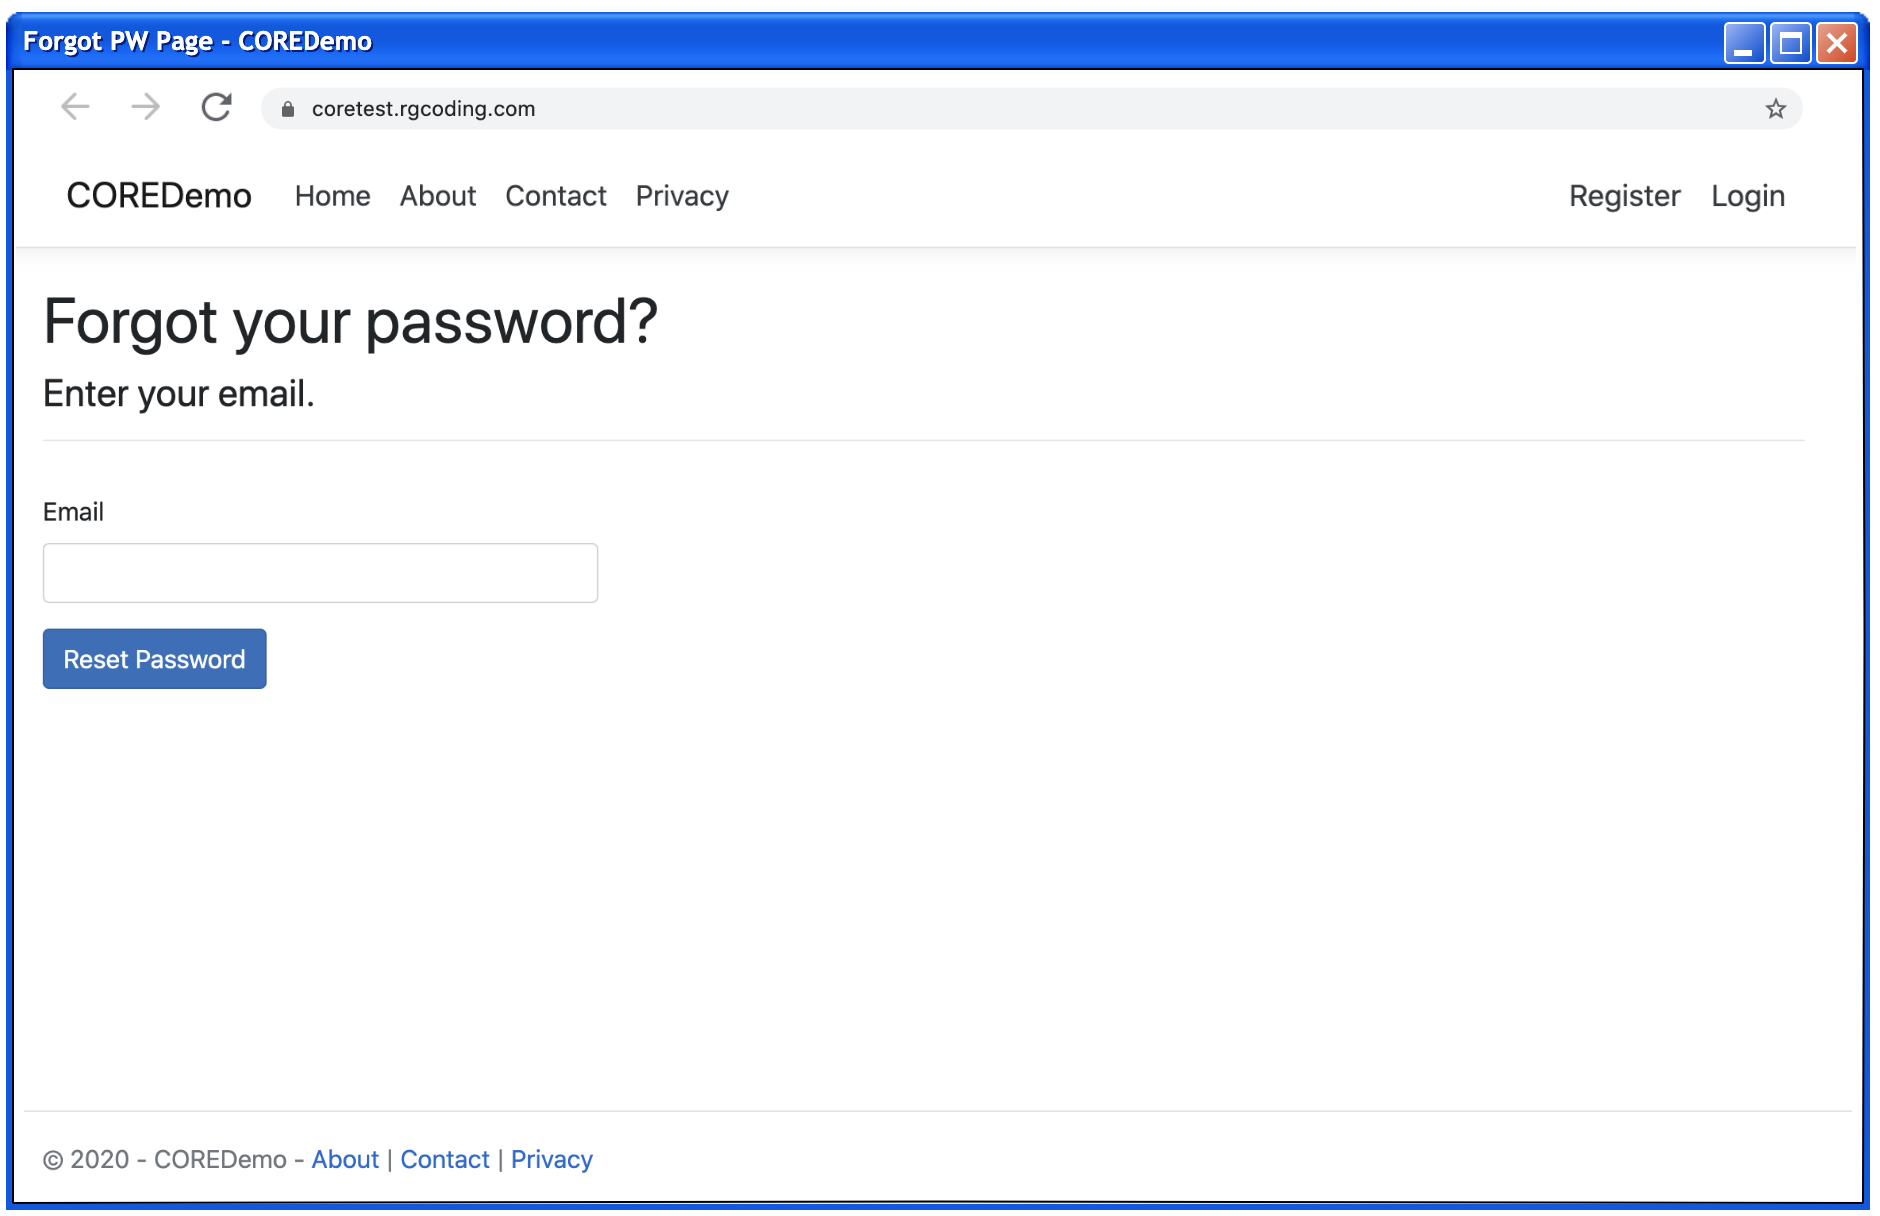 Forgot PW Page - COREDemo
coretest.rgcoding.com
COREDemo Home About Contact Privacy Register Login
Forgot your password?
Enter your email.
Email
Reset Password
© 2020 - COREDemo - About | Contact | Privacy